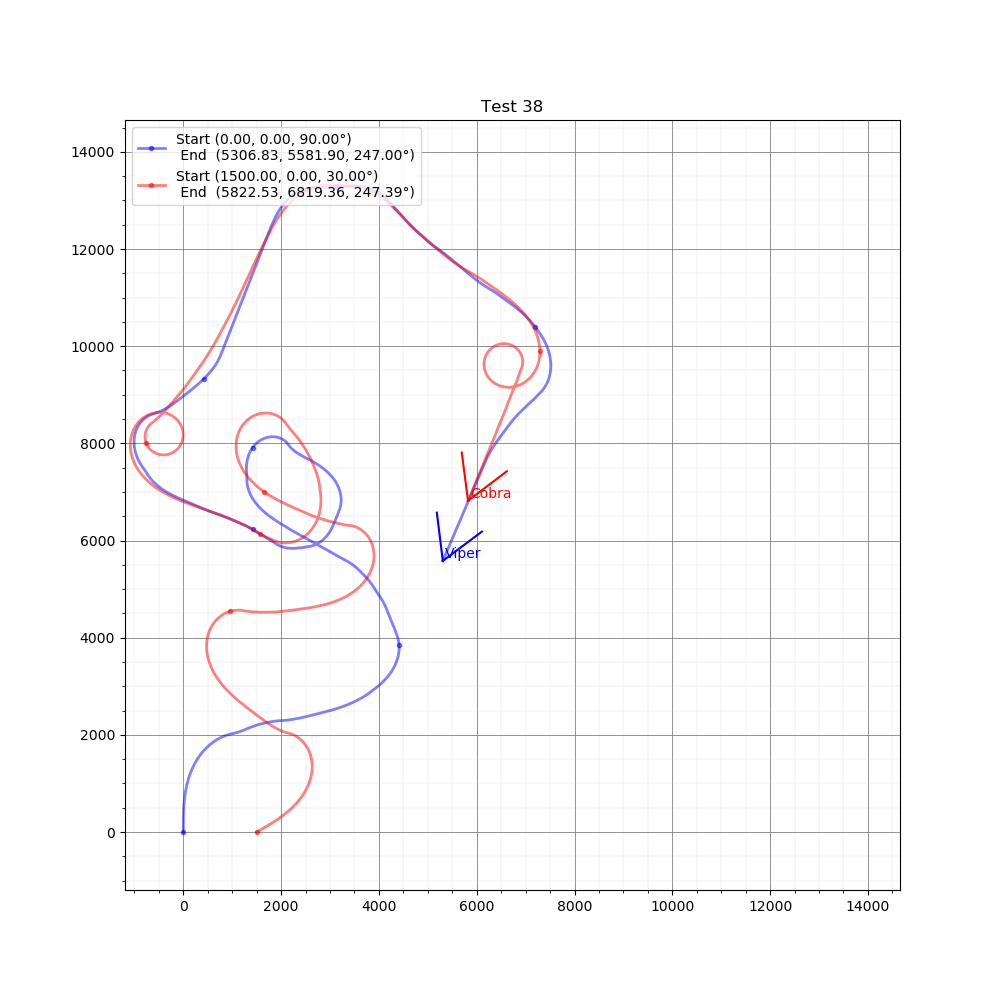 Test 38
Start (0.00, 0.00, 90.00°)
End (5306.83, 5581.90, 247.00°)
Start (1500.00, 0.00, 30.00°)
End (5822.53, 6819.36, 247.39°)
14000
12000
10000
8000
6000
4000
2000
0
Cobra
Viper
0 2000 4000 6000 8000 10000 12000 14000